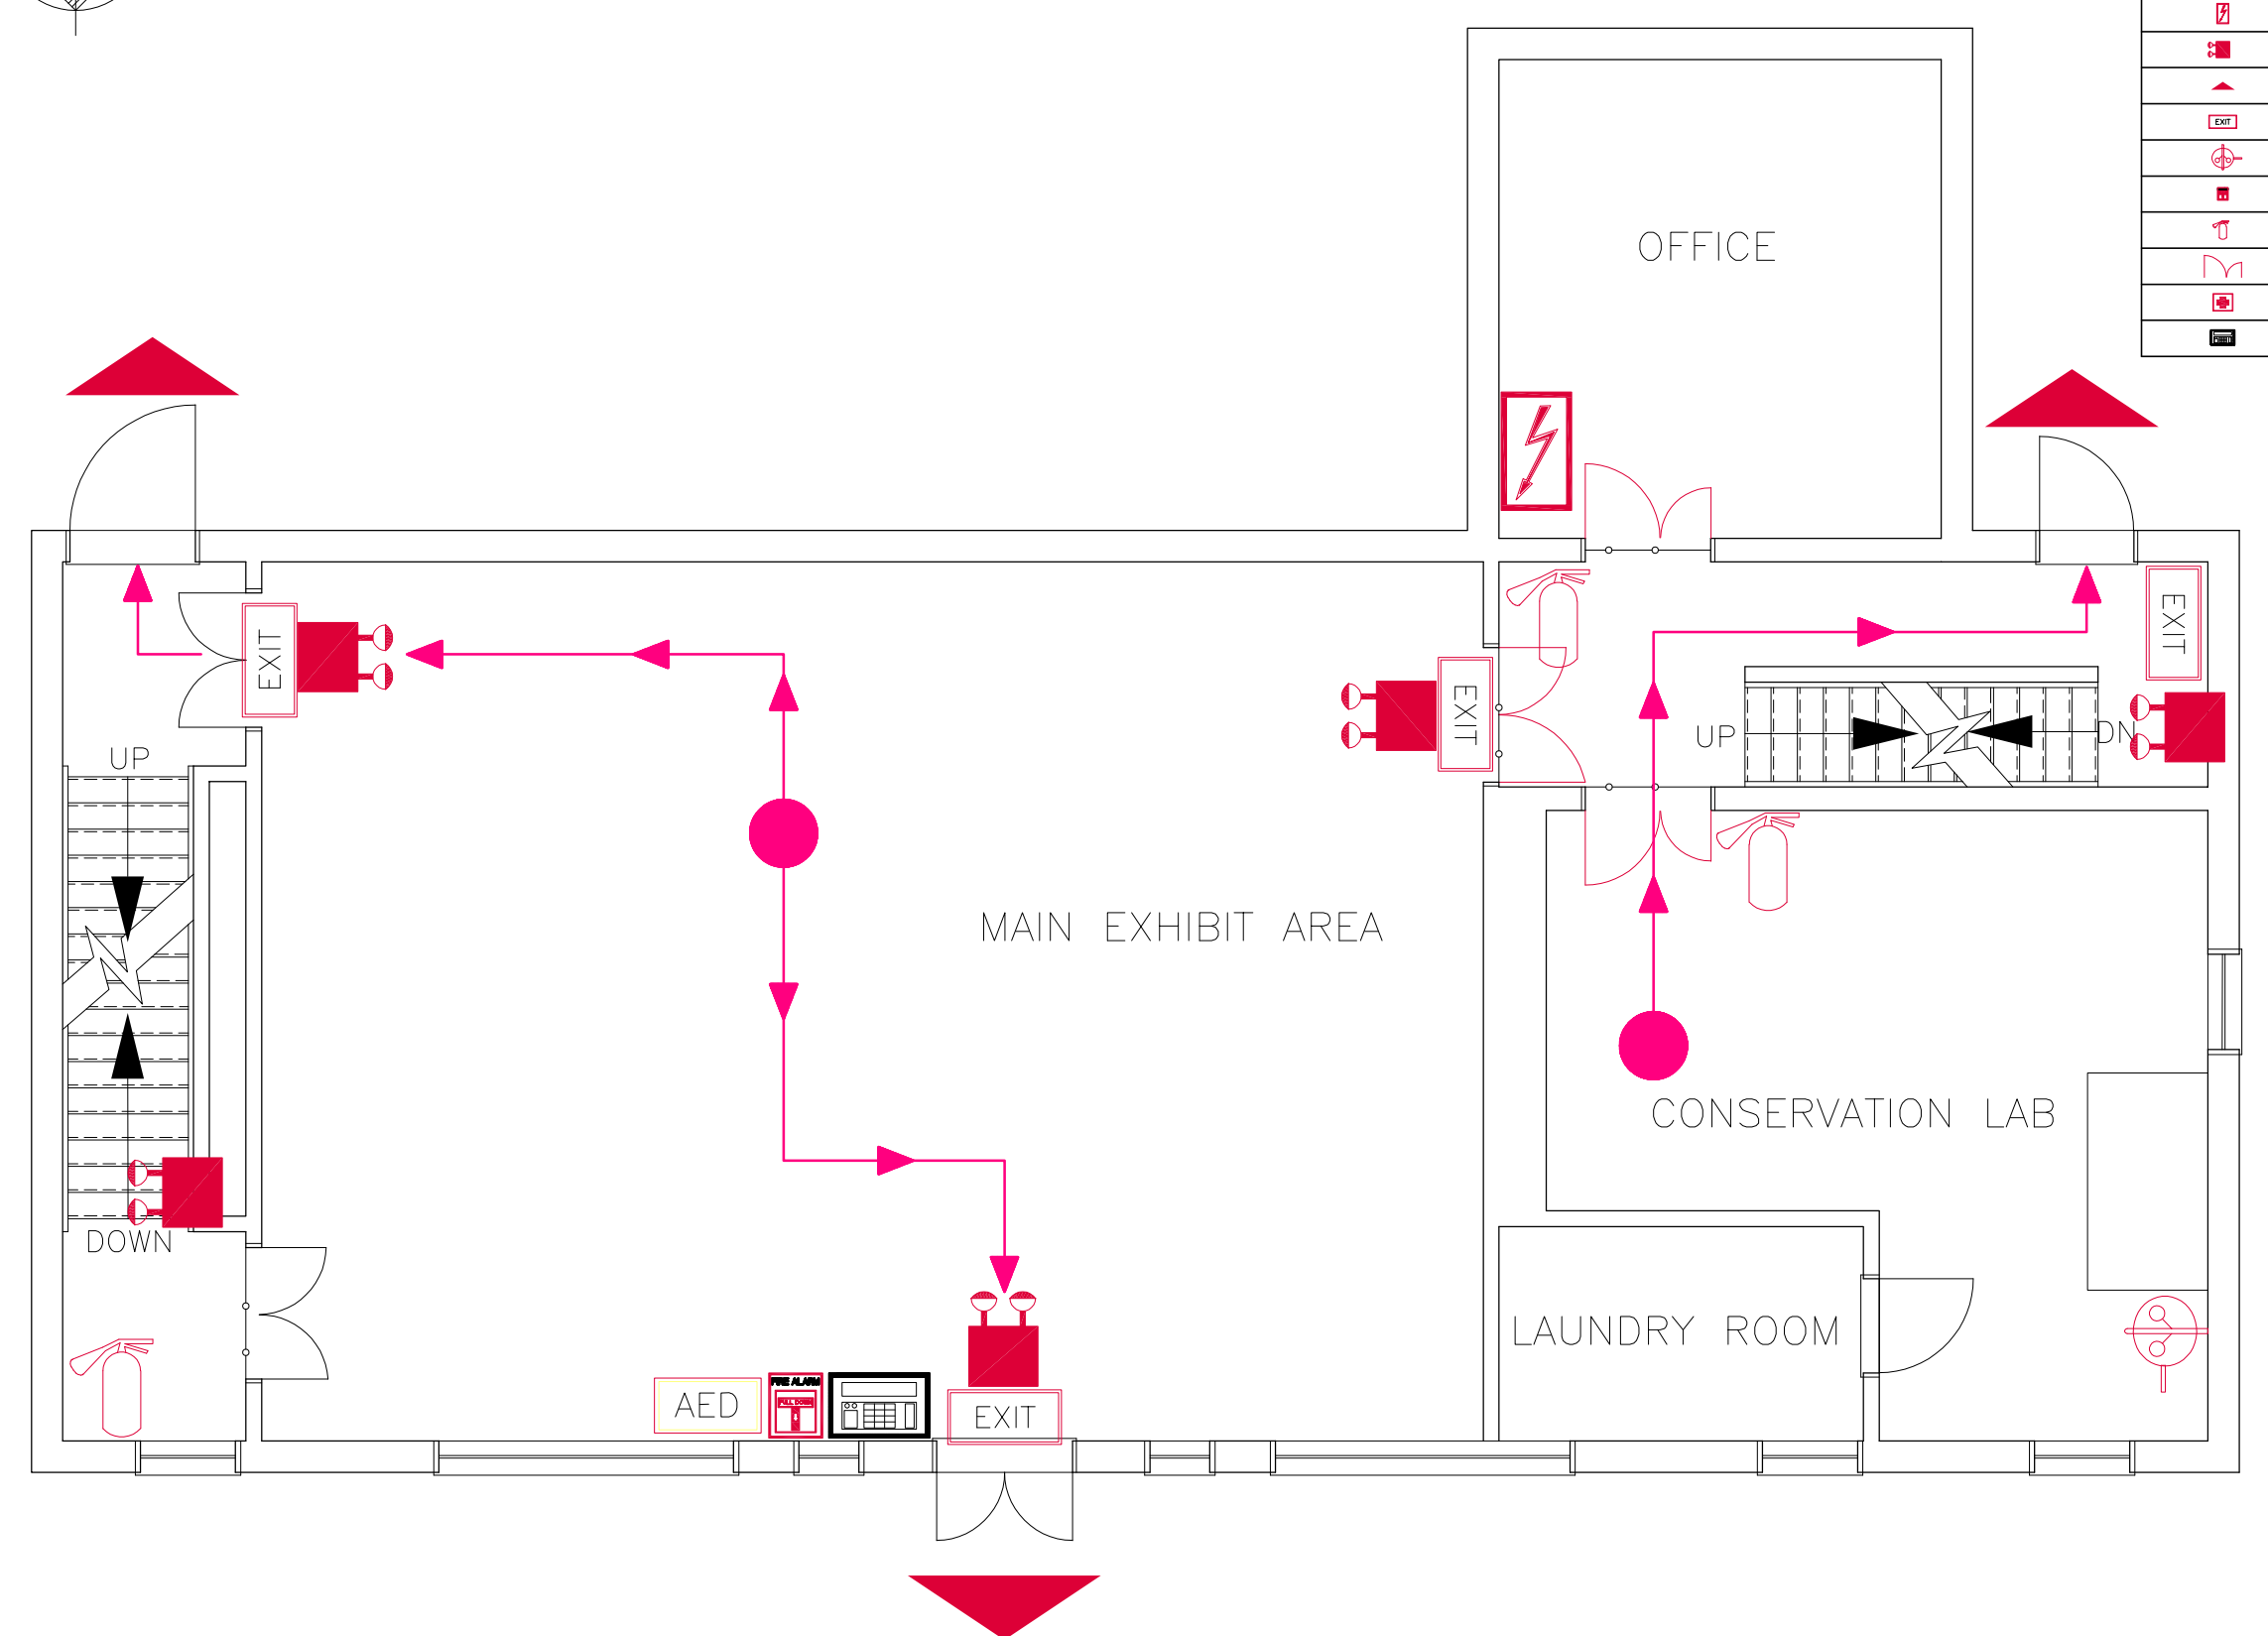 EXIT
OFFICE
EXIT
EXIT
EXIT
UP
DN
UP
MAIN EXHIBIT AREA
CONSERVATION LAB
DOWN
LAUNDRY ROOM
AED
FIRE ALARM
PULL DOWN
EXIT